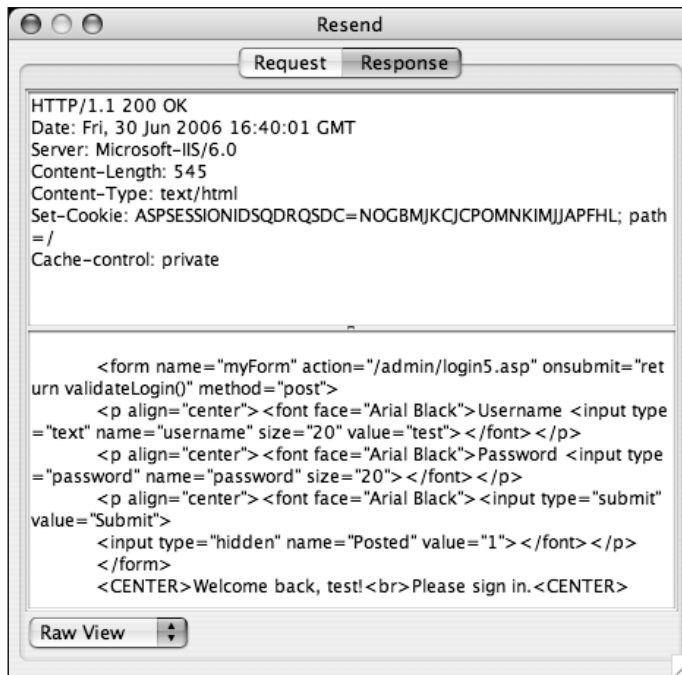 Resend
Request Response
HTTP/1.1 200 OK
Date: Fri, 30 Jun 2006 16:40:01 GMT
Server: Microsoft-IIS/6.0
Content-Length: 545
Content-Type: text/html
Set-Cookie: ASPSESSIONIDSQDRQSDC=NOGBMJKCJCPOMNKIMJJAPFHL; path
=/
Cache-control: private
<form name="myForm" action="/admin/login5.asp" onsubmit="ret
urn validateLogin()" method="post">
<p align="center"><font face="Arial Black">Username <input type
="text" name="username" size="20" value="test"></font></p>
<p align="center"><font face="Arial Black">Password <input type
="password" name="password" size="20"></font></p>
<p align="center"><font face="Arial Black"><input type="submit"
value="Submit">
<input type="hidden" name="Posted" value="1"></font></p>
</form>
<CENTER>Welcome back, test!<br>Please sign in.<CENTER>
Raw View